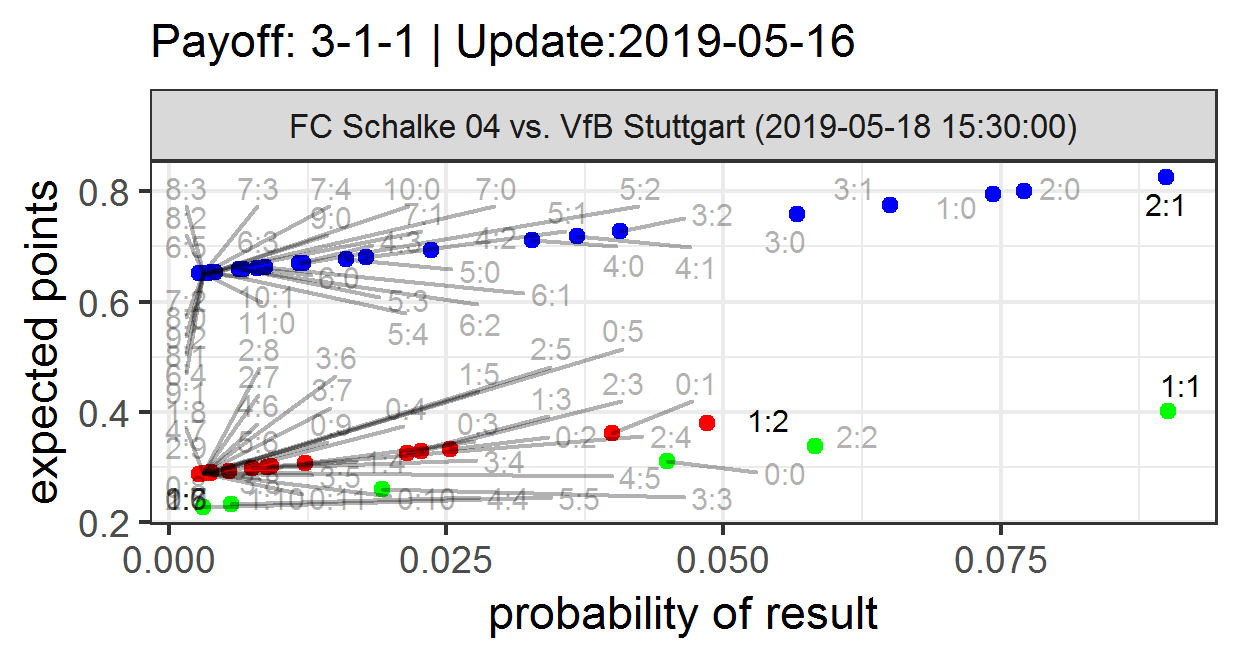 Payoff: 3-1-1 | Update:2019-05-16
FC Schalke 04 vs. VfB Stuttgart (2019-05-18 15:30:00)
expected points
0.8
0.6
0.4
0.2
8:3 7:3 7:4 10:0 7:0 5:2 3:1 2:0
2:1
8:2 9:0 7:1 5:1 3:2 1:0
6:5 6:3 4:3 4:2 3:0
6:0 5:0 4:0 4:1
10:1 5:3 6:1
11:0 5:4 6:2 0:5
8:1 2:8 3:6 2:5
6:4 2:7 3:7 1:5 2:3 0:1 1:1
9:1
1:8 4:6 0:4 1:3
4:7 0:9 0:3 1:2
2:9 5:6 0:2 2:4 2:2
1:4 3:4
3:5 4:5 0:0
1:10 0:11 0:10 4:4 5:5 3:3
0.000 0.025 0.050 0.075
probability of result